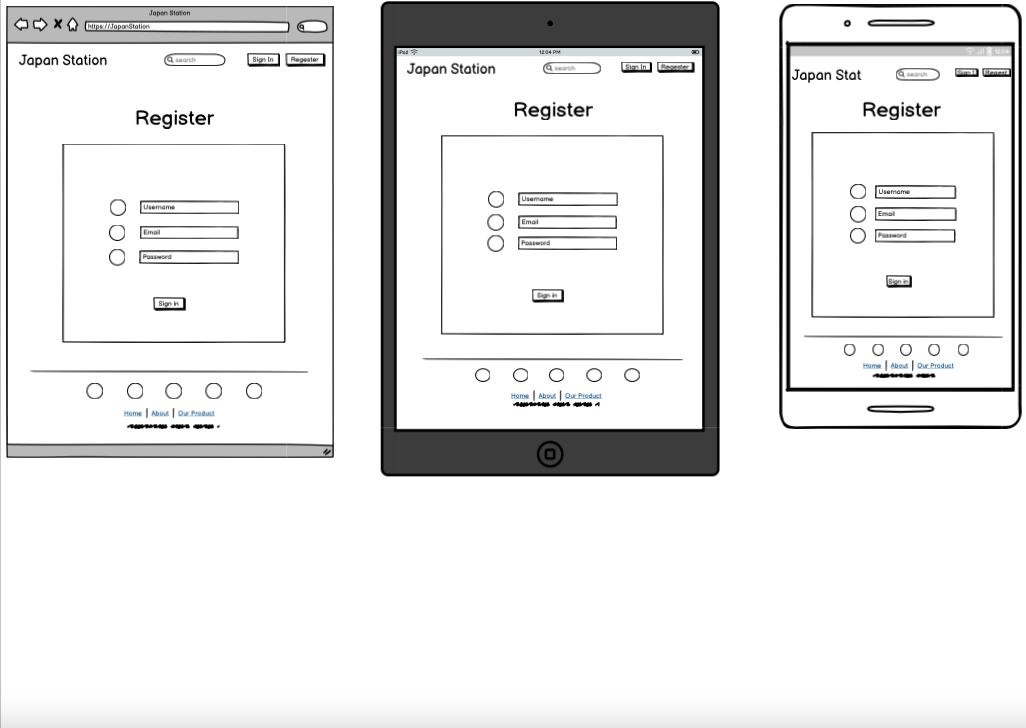 Japan Station
https://JapanStation
Japan Station
search
Sign In
Regester
Register
Username
Email
Password
Sign in
Home | About | Our Product
iPad
12:04 PM
Japan Station
search
Sign In
Regester
Register
Username
Email
Password
Sign in
Home | About | Our Product
12:04
Japan Stat
search
Sign I
Regest
Register
Username
Email
Password
Sign in
Home | About | Our Product